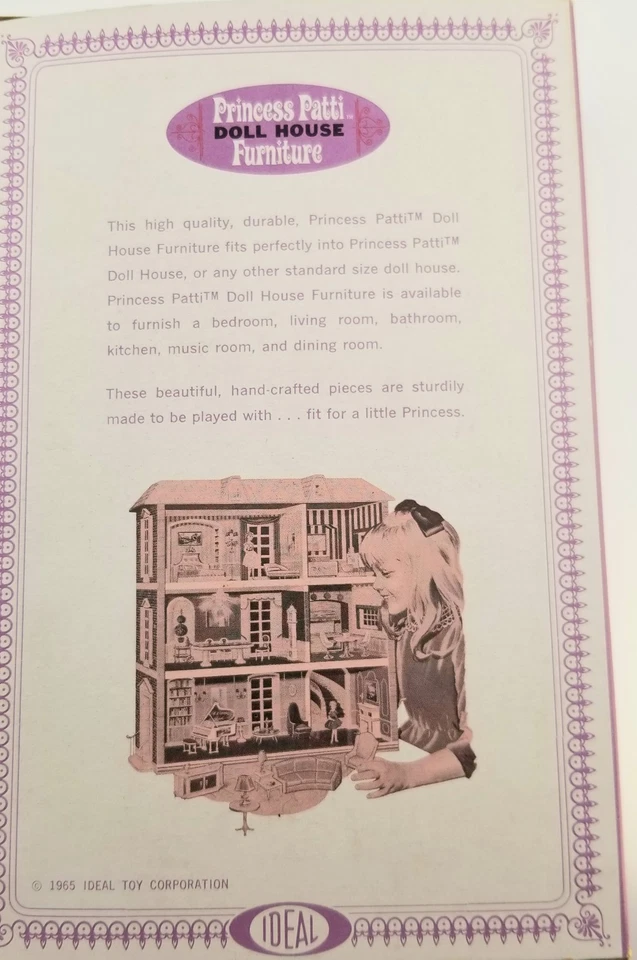 Princess Patti™
DOLL HOUSE
Furniture
This high quality, durable, Princess Patti™ Doll
House Furniture fits perfectly into Princess Patti™
Doll House, or any other standard size doll house.
Princess Patti™ Doll House Furniture is available
to furnish a bedroom, living room, bathroom,
kitchen, music room, and dining room.
These beautiful, hand-crafted pieces are sturdily
made to be played with . . . fit for a little Princess.
© 1965 IDEAL TOY CORPORATION
IDEAL